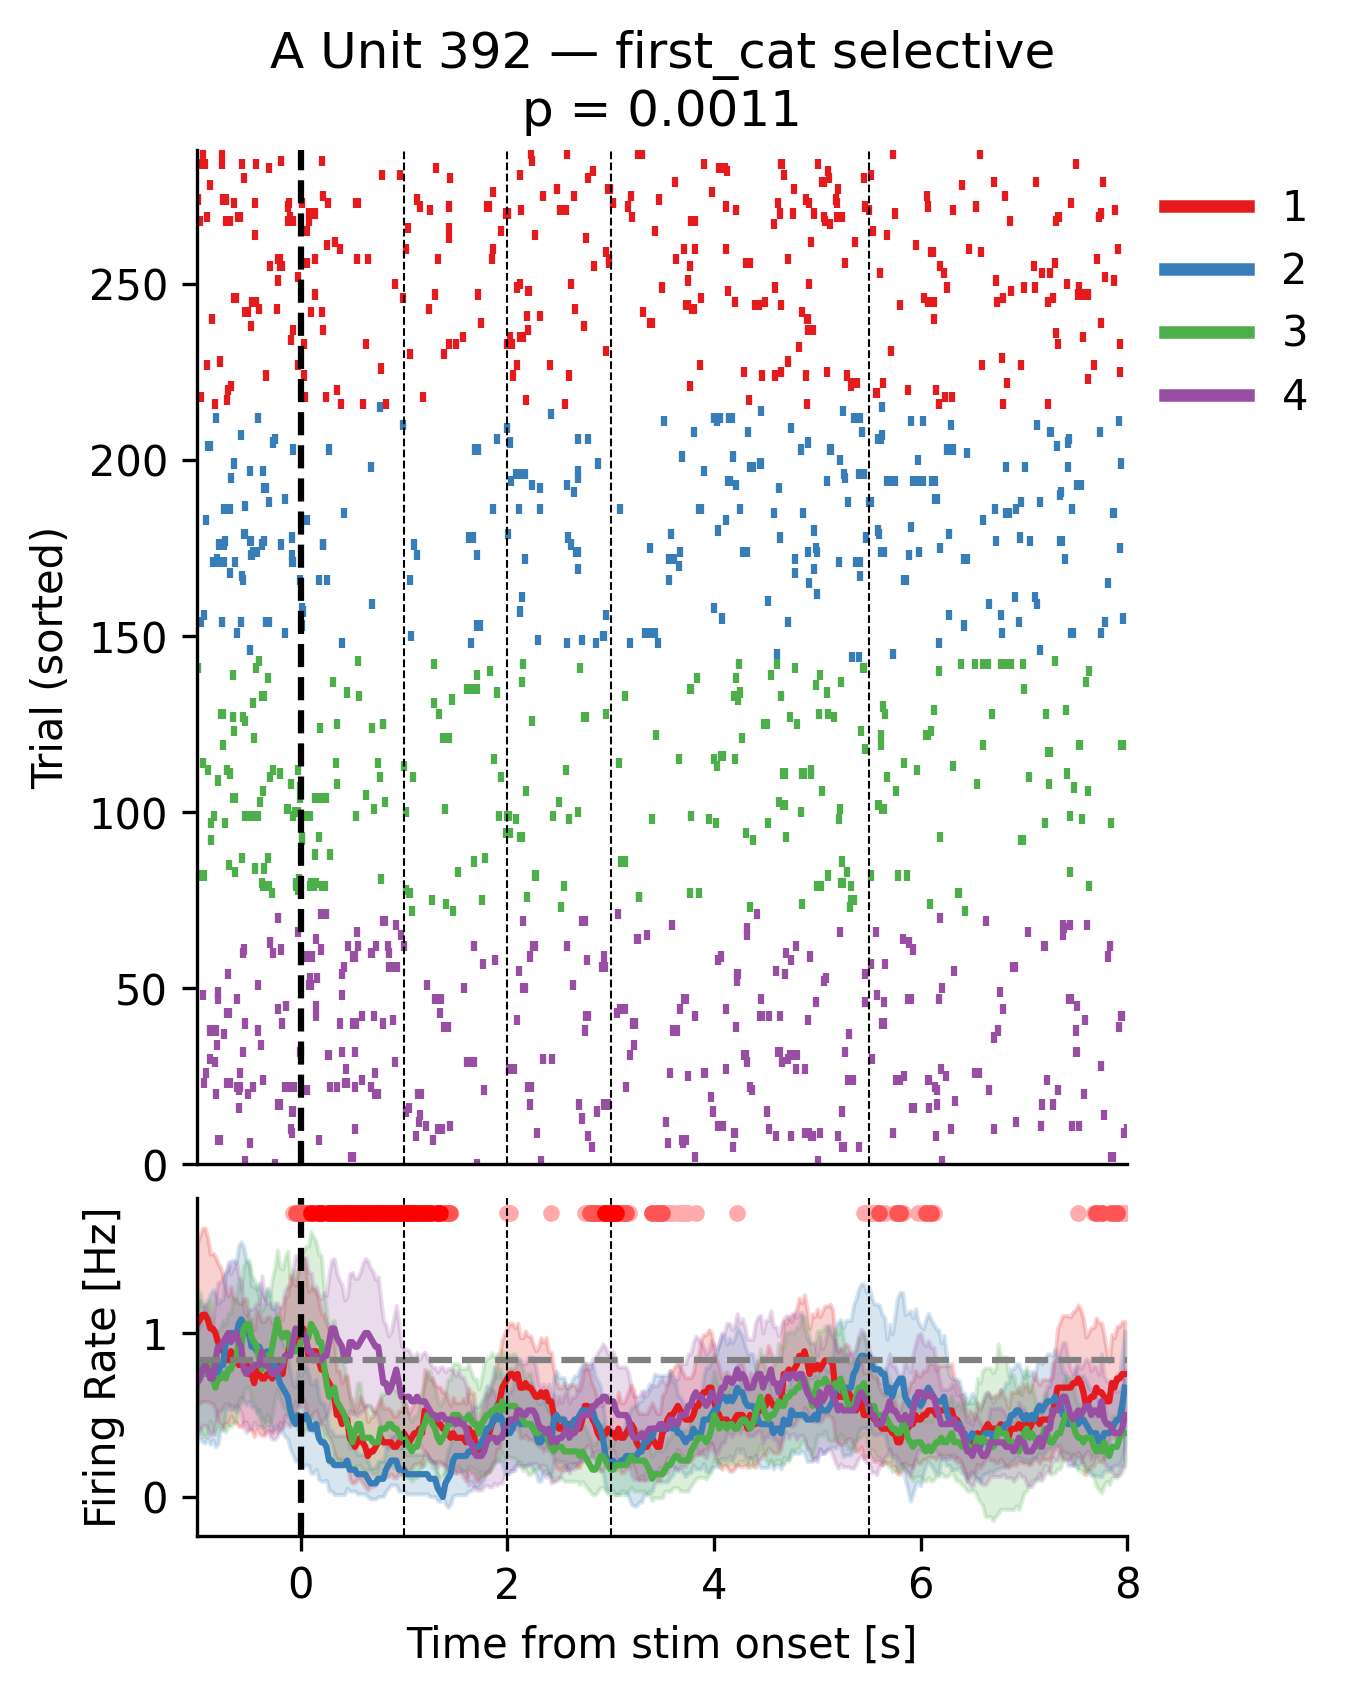 A Unit 392 — first_cat selective
p = 0.0011
1
2
3
4
250
200
150
100
50
0
Trial (sorted)
1
0
Firing Rate [Hz]
0 2 4 6 8
Time from stim onset [s]